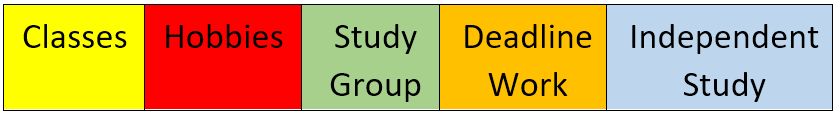 Classes
Hobbies
Study
Group
Deadline
Work
Independent
Study